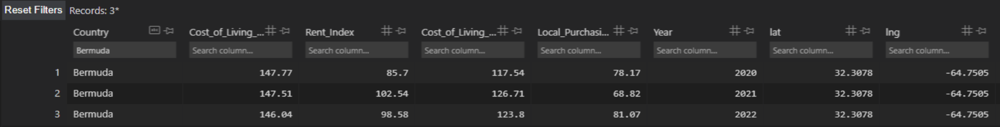 Reset Filters Records: 3*
Country abc Cost_of_Living_... Rent_Index Cost_of_Living_... Local_Purchasi... Year lat lng
Bermuda Search column... Search column... Search column... Search column... Search column... Search column... Search column...
1 Bermuda 147.77 85.7 117.54 78.17 2020 32.3078 -64.7505
2 Bermuda 147.51 102.54 126.71 68.82 2021 32.3078 -64.7505
3 Bermuda 146.04 98.58 123.8 81.07 2022 32.3078 -64.7505